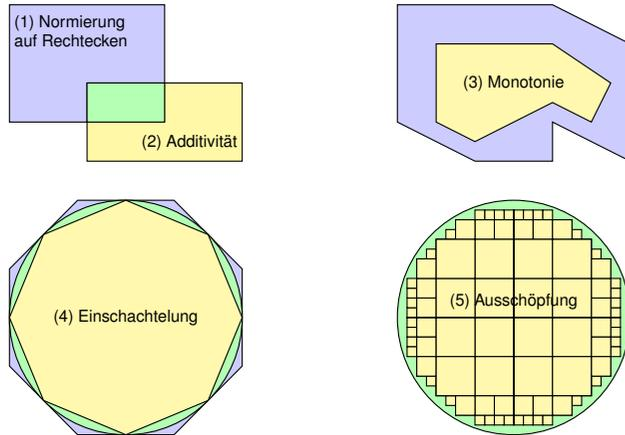 (1) Normierung
auf Rechtecken
(2) Additivität
(3) Monotonie
(4) Einschachtelung
(5) Ausschöpfung